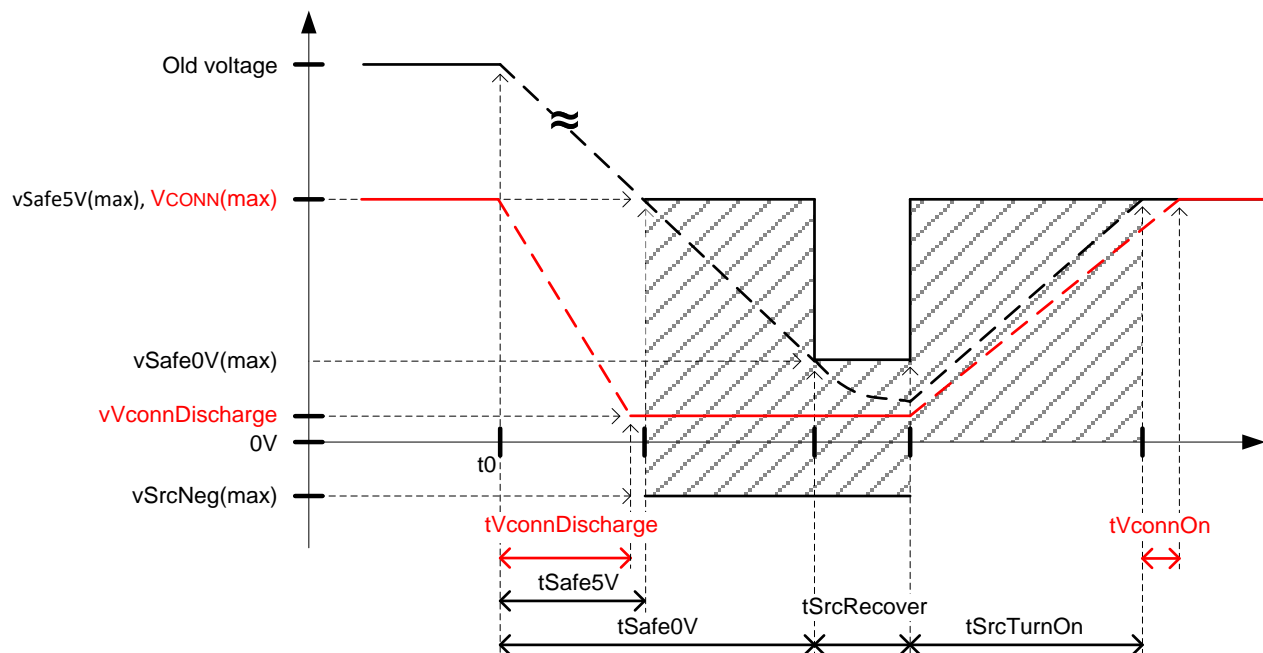 Old voltage
vSafe5V(max), VCONN(max)
vSafe0V(max)
vVconnDischarge
0V
t0
vSrcNeg(max)
tVconnDischarge
tVconnOn
tSafe5V
tSafe0V
tSrcRecover
tSrcTurnOn